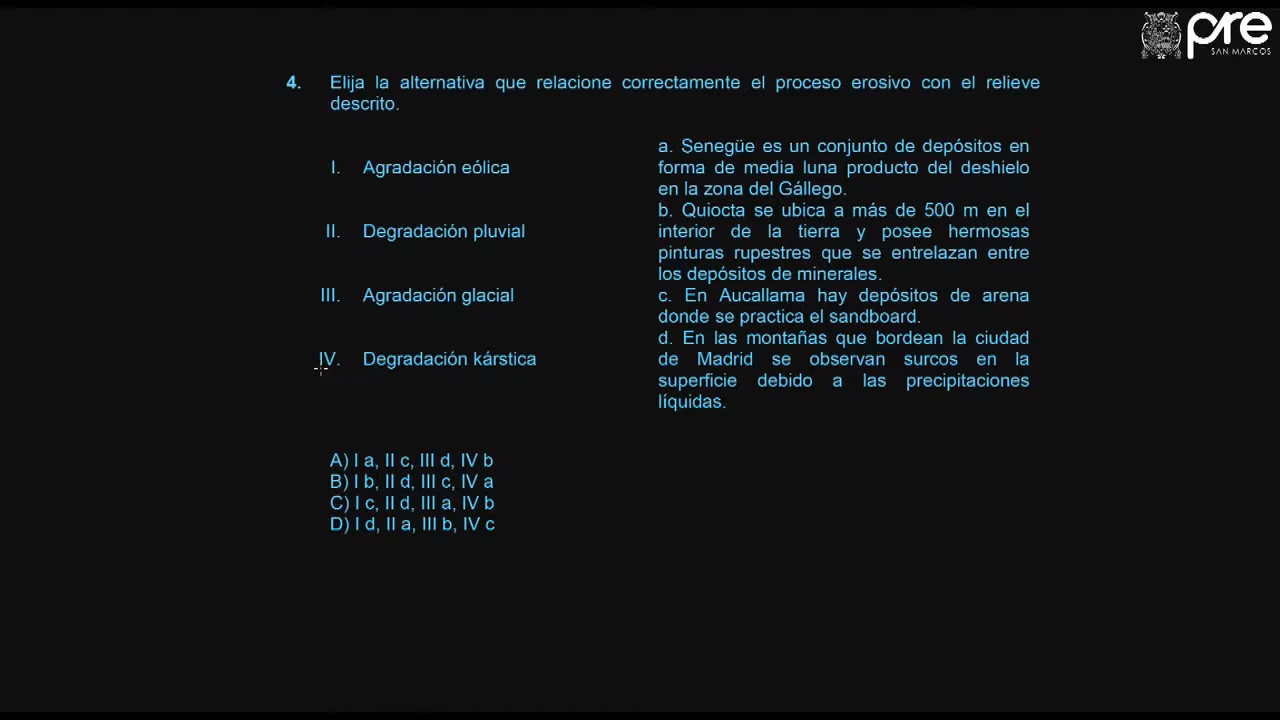 pre
SAN MARCOS
4. Elija la alternativa que relacione correctamente el proceso erosivo con el relieve
descrito.
I. Agradación eólica
II. Degradación pluvial
III. Agradación glacial
IV. Degradación kárstica
a. Senegüe es un conjunto de depósitos en
forma de media luna producto del deshielo
en la zona del Gállego.
b. Quiocta se ubica a más de 500 m en el
interior de la tierra y posee hermosas
pinturas rupestres que se entrelazan entre
los depósitos de minerales.
c. En Aucallama hay depósitos de arena
donde se practica el sandboard.
d. En las montañas que bordean la ciudad
de Madrid se observan surcos en la
superficie debido a las precipitaciones
líquidas.
A) I a, II c, III d, IV b
B) I b, II d, III c, IV a
C) I c, II d, III a, IV b
D) I d, II a, III b, IV c